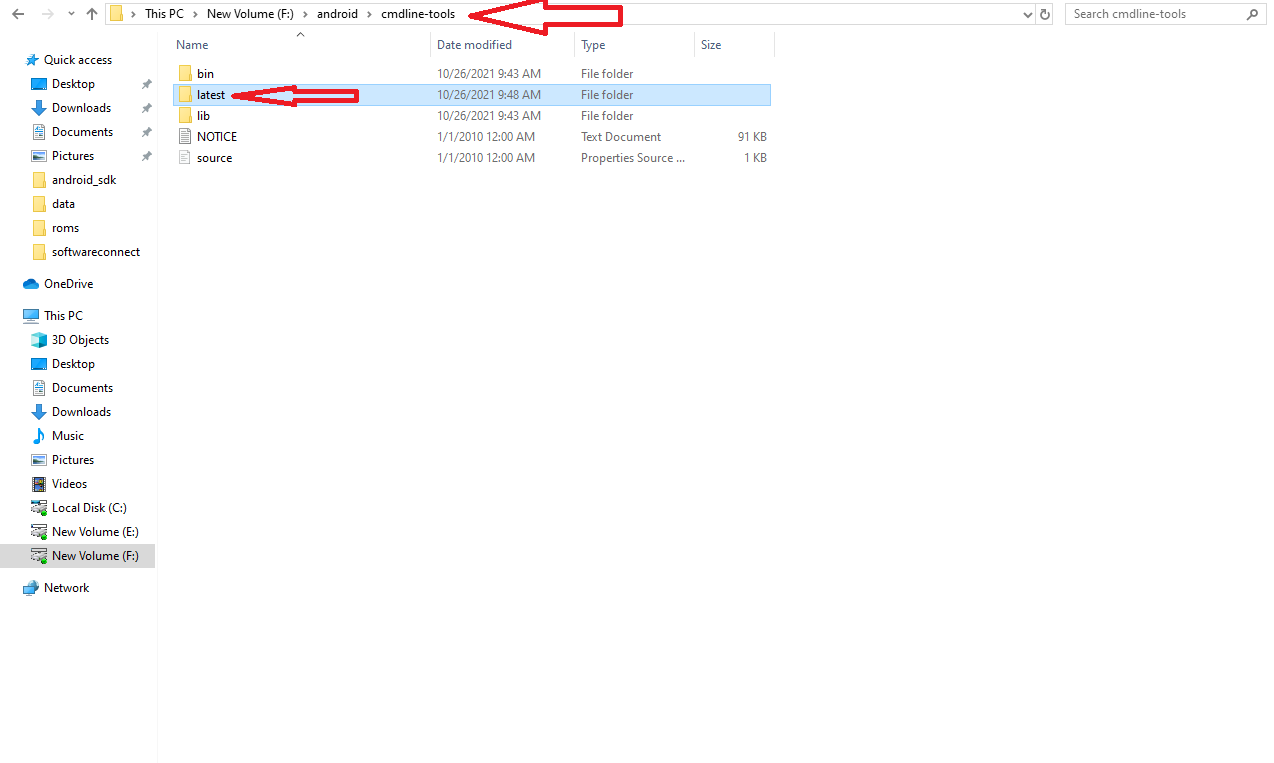 This PC > New Volume (F:) > android > cmdline-tools
Search cmdline-tools
Name Date modified Type Size
bin 10/26/2021 9:43 AM File folder
latest 10/26/2021 9:48 AM File folder
lib 10/26/2021 9:43 AM File folder
NOTICE 1/1/2010 12:00 AM Text Document 91 KB
source 1/1/2010 12:00 AM Properties Source ... 1 KB
Quick access
Desktop
Downloads
Documents
Pictures
android_sdk
data
roms
softwareconnect
OneDrive
This PC
3D Objects
Desktop
Documents
Downloads
Music
Pictures
Videos
Local Disk (C:)
New Volume (E:)
New Volume (F:)
Network